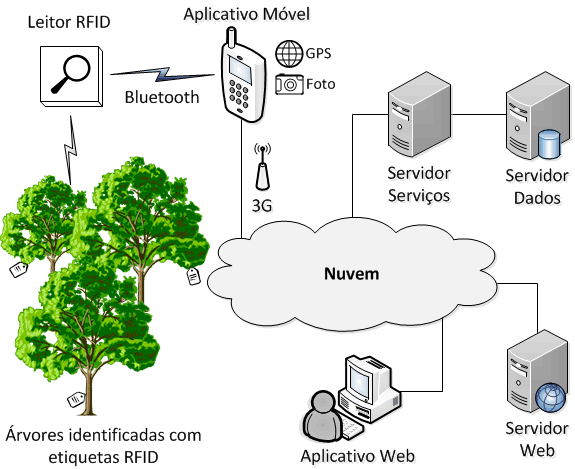 Aplicativo Móvel
Leitor RFID
GPS
Foto
Bluetooth
3G
Servidor
Serviços
Servidor
Dados
Nuvem
Árvores identificadas com
etiquetas RFID
Aplicativo Web
Servidor
Web